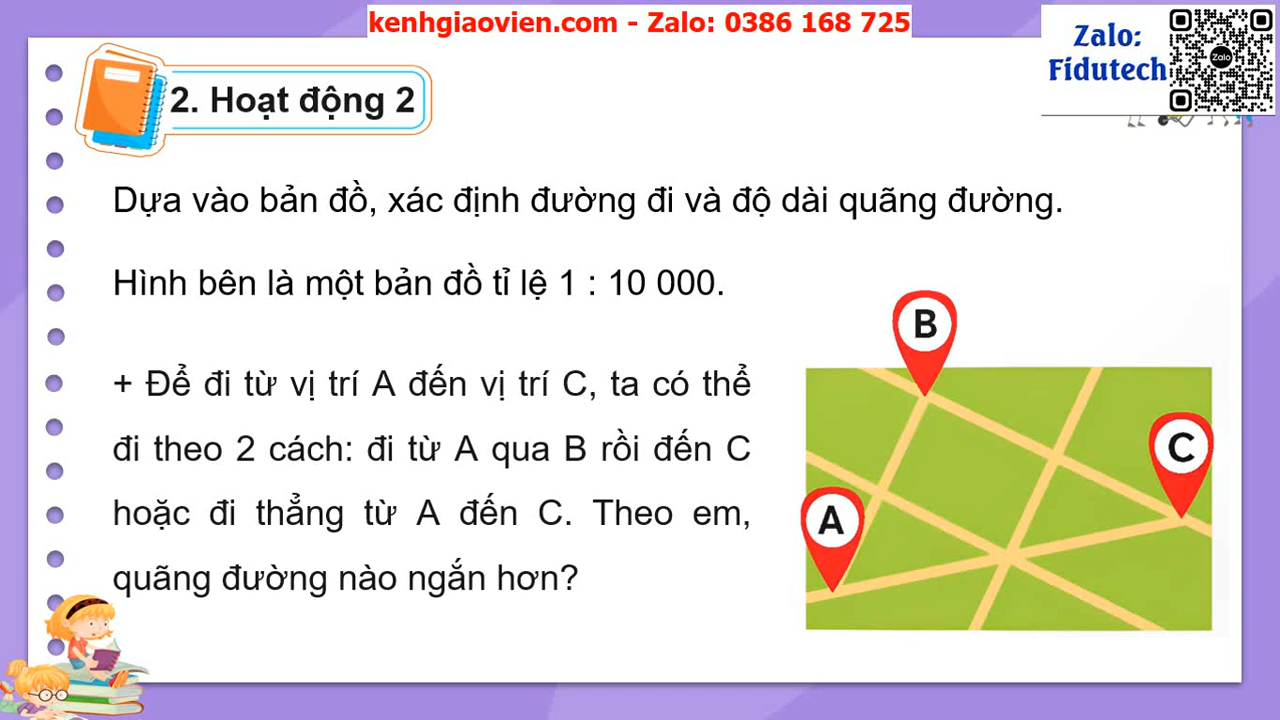 kenhgiaovien.com - Zalo: 0386 168 725
Zalo:
Fidutech
Zalo
2. Hoạt động 2
Dựa vào bản đồ, xác định đường đi và độ dài quãng đường.
Hình bên là một bản đồ tỉ lệ 1 : 10 000.
+ Để đi từ vị trí A đến vị trí C, ta có thể
đi theo 2 cách: đi từ A qua B rồi đến C
hoặc đi thẳng từ A đến C. Theo em,
quãng đường nào ngắn hơn?
B
C
A